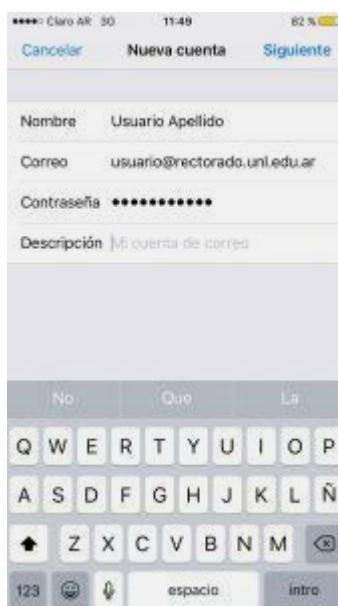 Claro AR 3G 11:49 82 %
Cancelar Nueva cuenta Siguiente
Nombre Usuario Apellido
Correo usuario@rectorado.unl.edu.ar
Contraseña •••••••••••
Descripción Mi cuenta de correo
No Que La
Q W E R T Y U I O P
A S D F G H J K L Ñ
Z X C V B N M
123 espacio intro